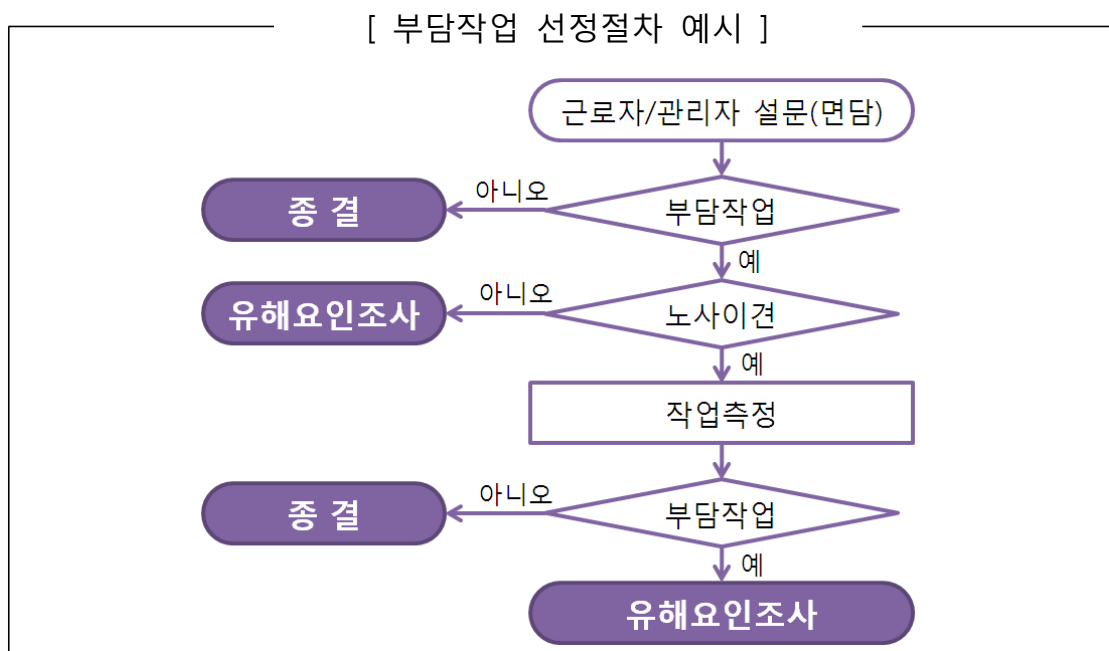 [ 부담작업 선정절차 예시 ]
근로자/관리자 설문(면담)
아니오
종 결
부담작업
예
아니오
유해요인조사
노사이견
예
작업측정
아니오
종 결
부담작업
예
유해요인조사